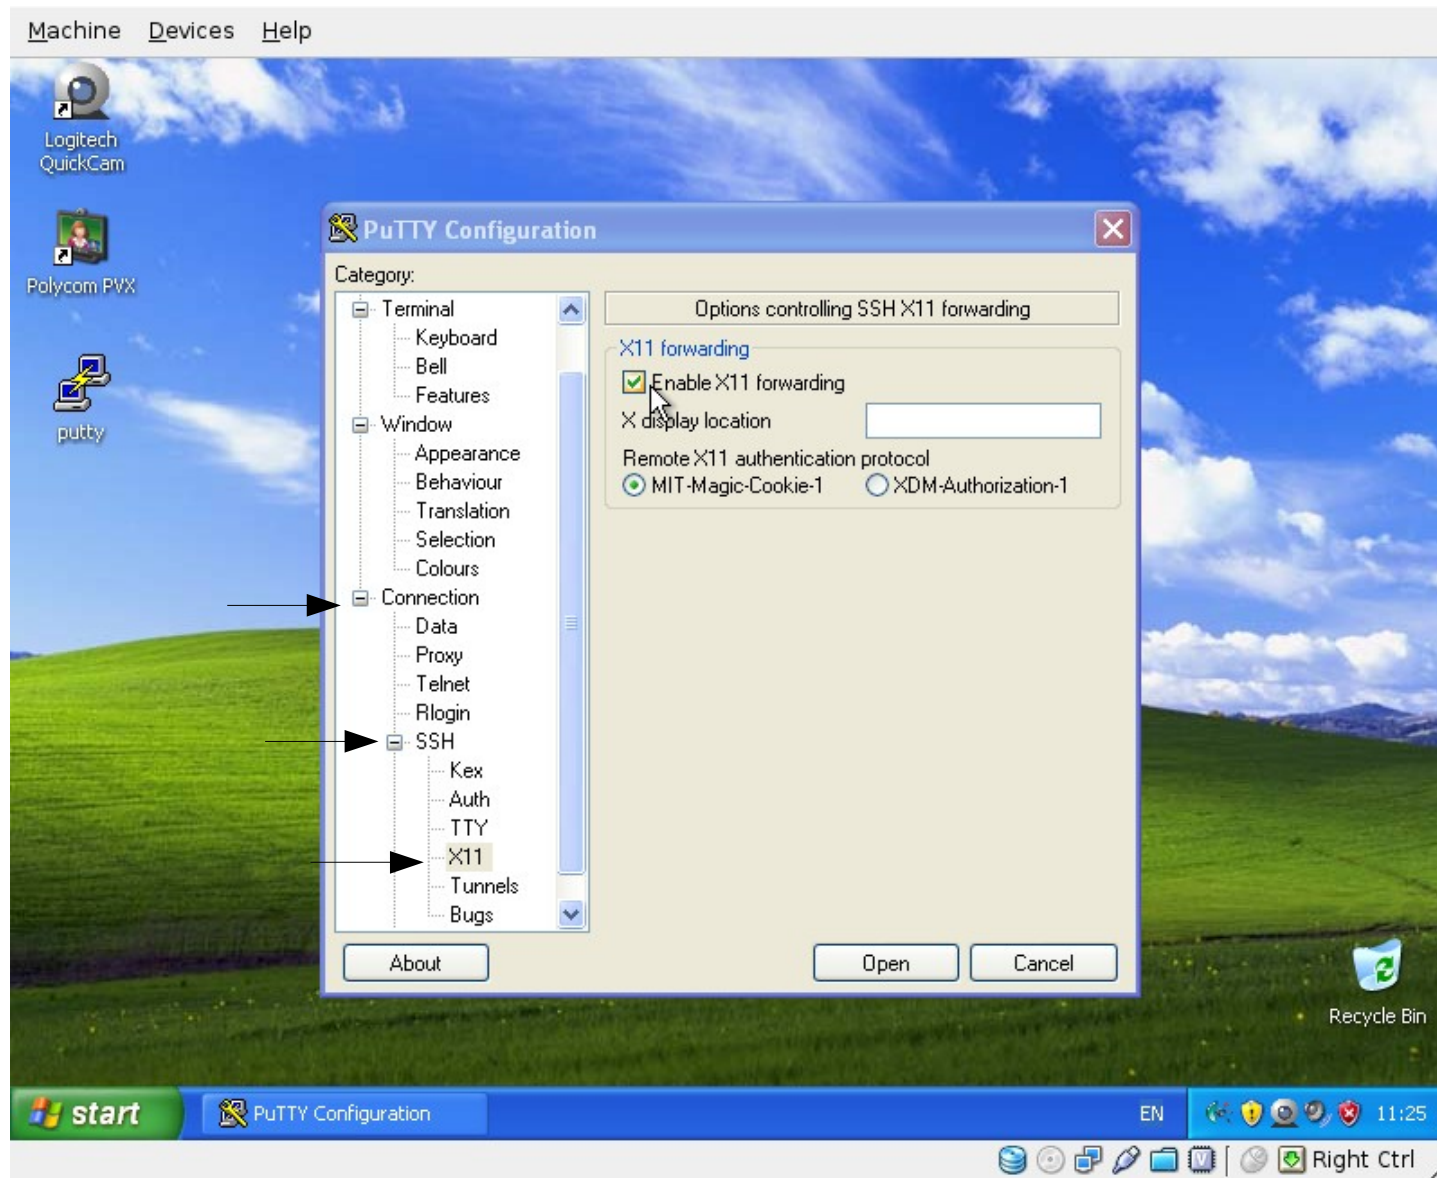 Machine Devices Help
Logitech
QuickCam
Polycom PVX
putty
PuTTY Configuration
Category:
Terminal
Keyboard
Bell
Features
Window
Appearance
Behaviour
Translation
Selection
Colours
Connection
Data
Proxy
Telnet
Rlogin
SSH
Kex
Auth
TTY
X11
Tunnels
Bugs
Options controlling SSH X11 forwarding
X11 forwarding
Enable X11 forwarding
X display location
Remote X11 authentication protocol
MIT-Magic-Cookie-1 XDM-Authorization-1
About Open Cancel
Recycle Bin
start PuTTY Configuration EN 11:25
Right Ctrl